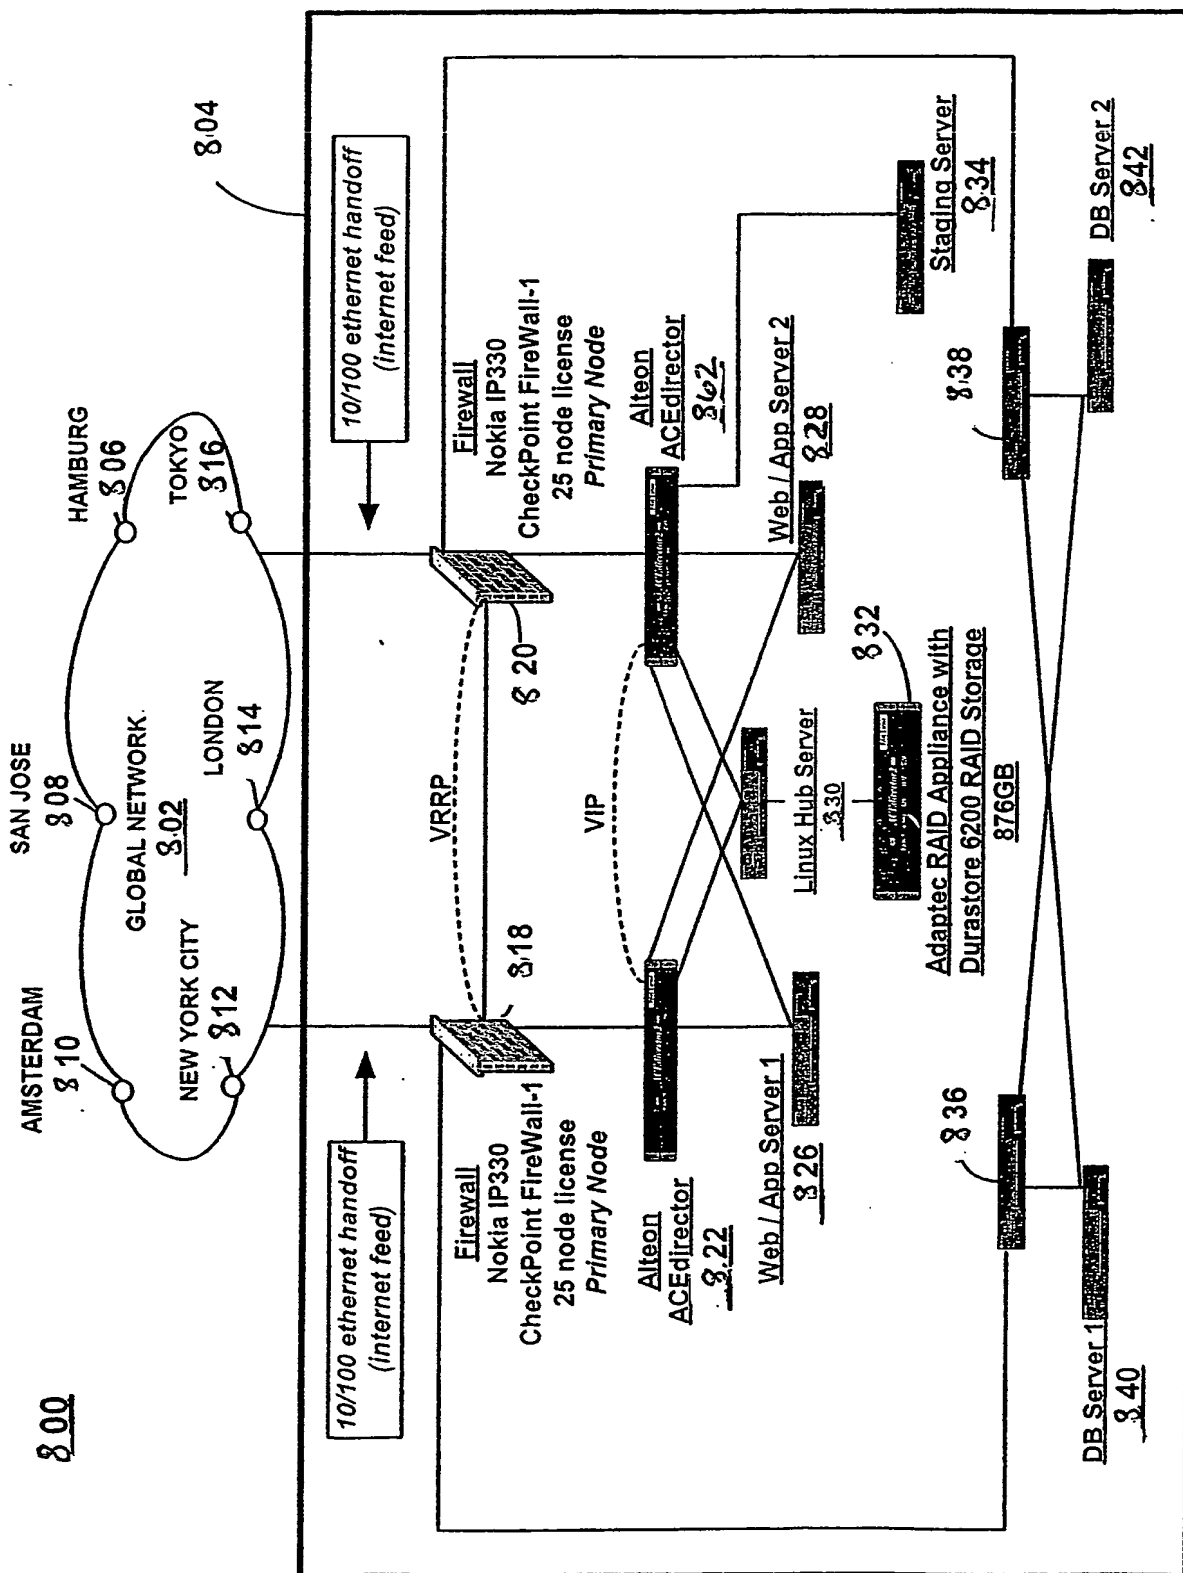 800
AMSTERDAM
810
SAN JOSE
808
HAMBURG
806
GLOBAL NETWORK
802
NEW YORK CITY
812
LONDON
814
TOKYO
816
804
10/100 ethernet handoff
(internet feed)
10/100 ethernet handoff
(internet feed)
VRRP
818
820
Firewall
Nokia IP330
CheckPoint FireWall-1
25 node license
Primary Node
Firewall
Nokia IP330
CheckPoint FireWall-1
25 node license
Primary Node
VIP
Alteon
ACEdirector
822
Alteon
ACEdirector
862
Web / App Server 1
826
Web / App Server 2
828
Linux Hub Server
830
832
Adaptec RAID Appliance with
Durastore 6200 RAID Storage
876GB
Staging Server
834
836
838
DB Server 1
840
DB Server 2
842